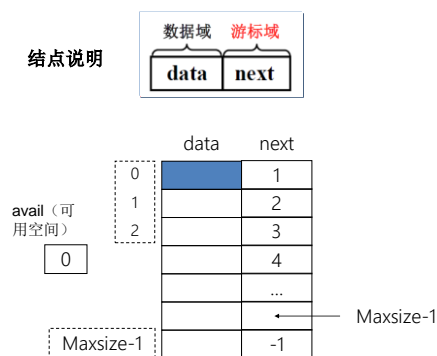 数据域 游标域
结点说明
data next
data next
0 1
1 2
avail（可用空间）
2 3
0
4
...
Maxsize-1
Maxsize-1 -1